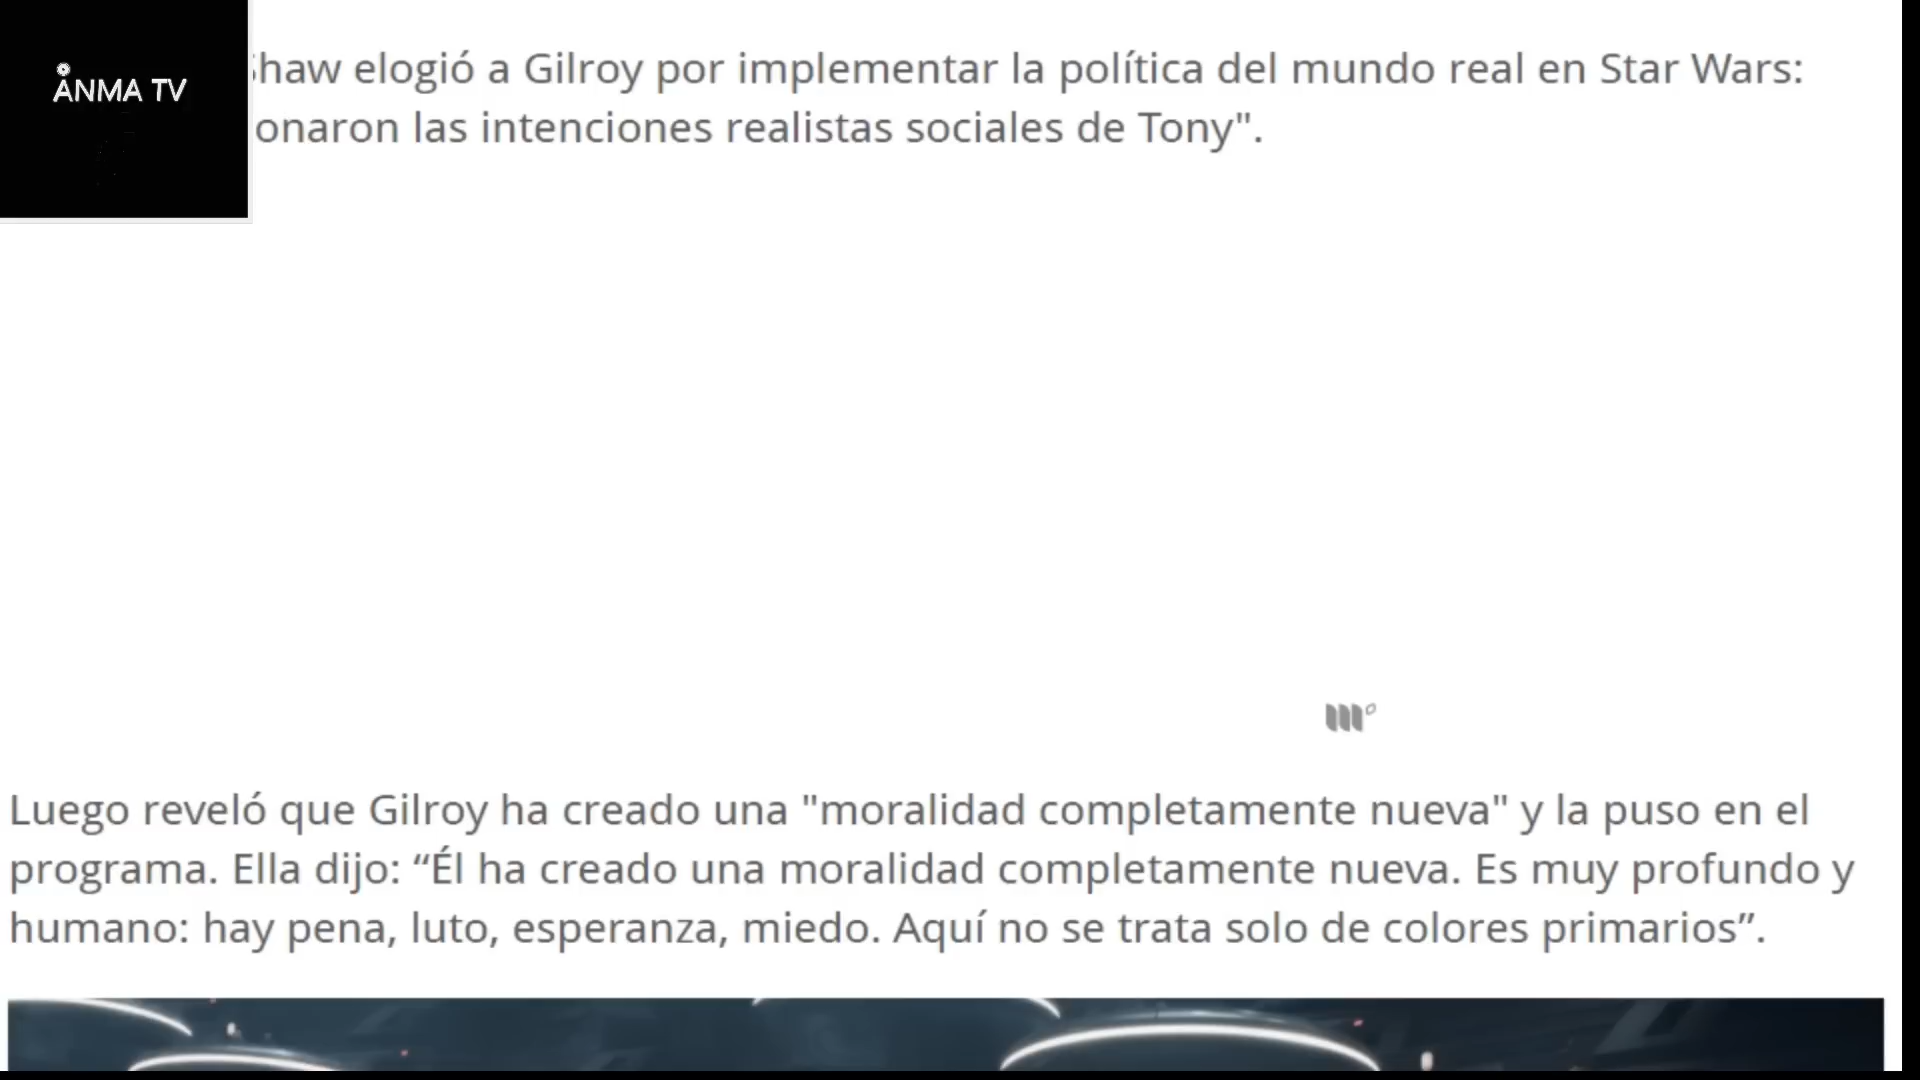 ÅNMA TV
Shaw elogió a Gilroy por implementar la política del mundo real en Star Wars:
las intenciones realistas sociales de Tony".
Luego reveló que Gilroy ha creado una "moralidad completamente nueva" y la puso en el
programa. Ella dijo: “Él ha creado una moralidad completamente nueva. Es muy profundo y
humano: hay pena, luto, esperanza, miedo. Aquí no se trata solo de colores primarios”.